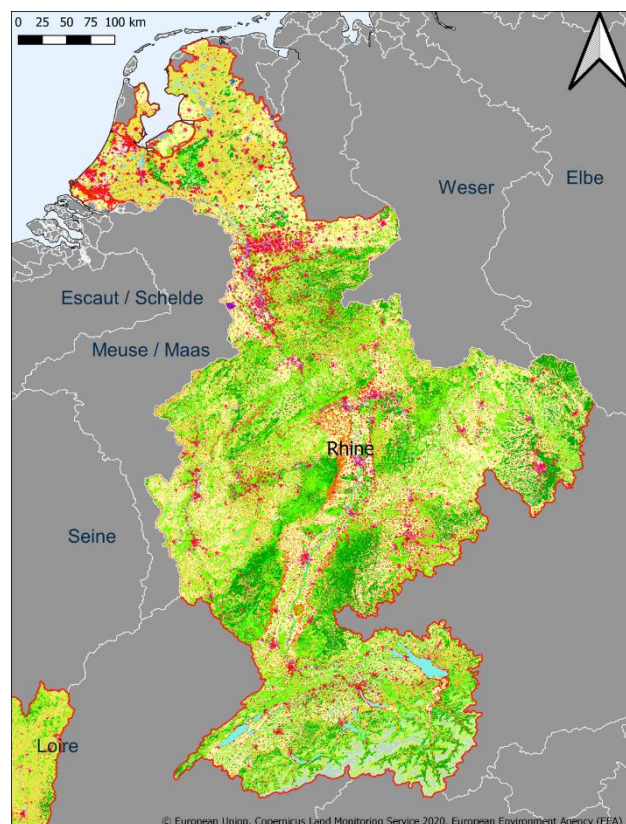 0 25 50 75 100 km
Weser
Elbe
Escaut / Schelde
Meuse / Maas
Rhine
Seine
Loire
© European Union, Copernicus Land Monitoring Service 2020, European Environment Agency (EEA)